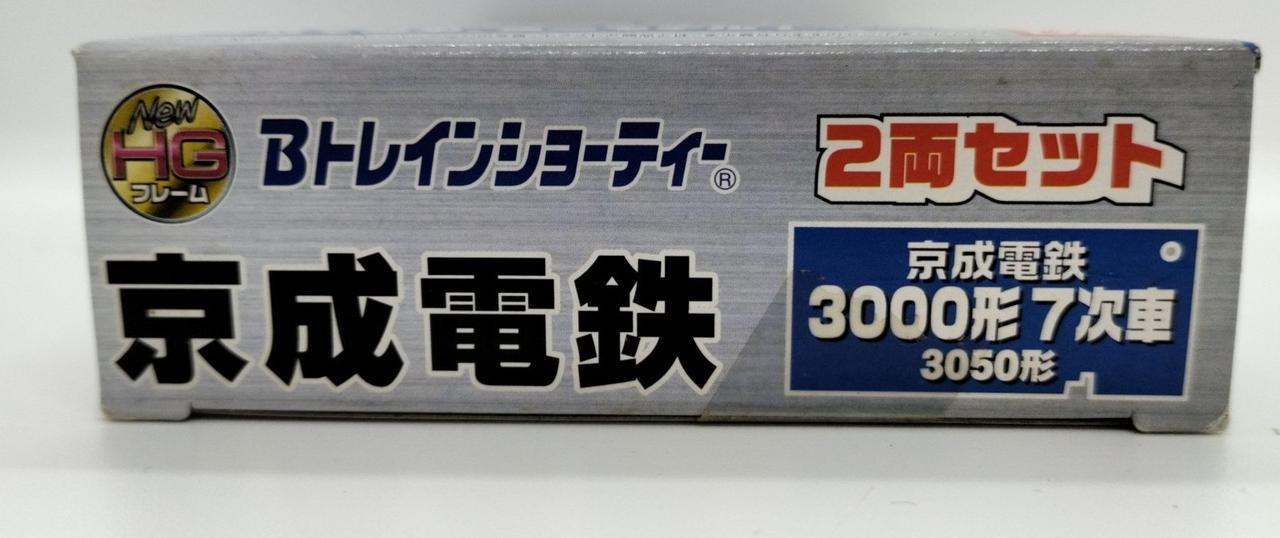 New
HG
フレーム
Bトレインショーティー®
2両セット
京成電鉄
京成電鉄
3000形7次車
3050形